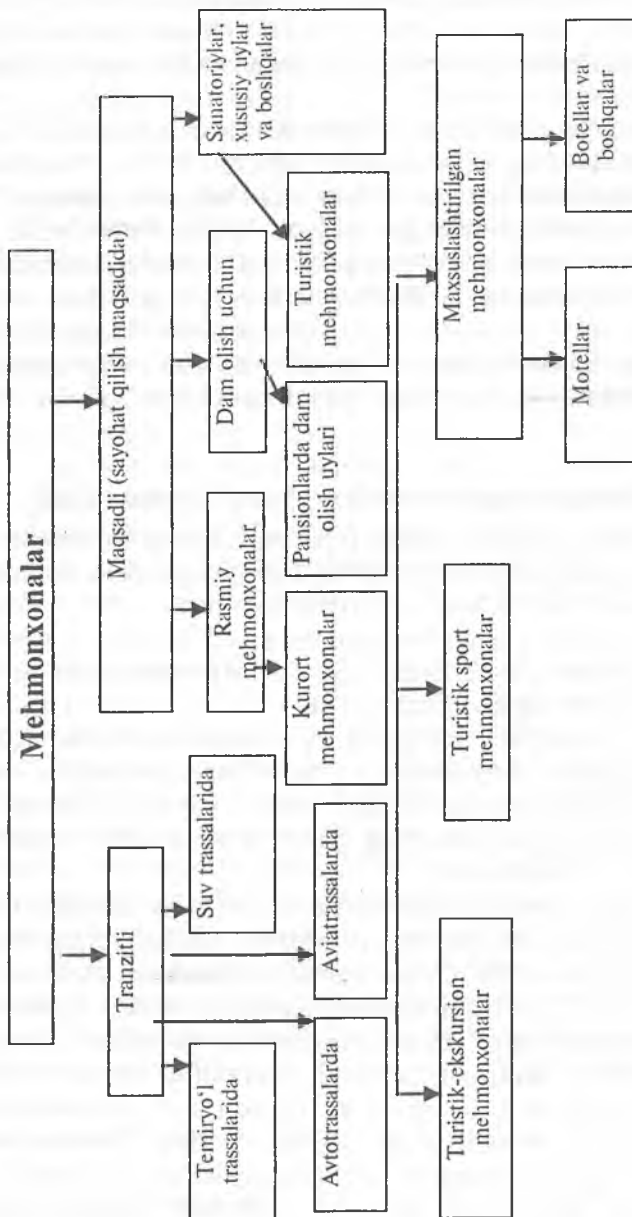 Mehmonxonalar
Tranzitli
Maqsadli (sayohat qilish maqsadida)
Temiryo'l
trassalarida
Suv trassalarida
Avtotrassalarda
Aviatrassalarda
Rasmiy
mehmonxonalar
Dam olish uchun
Sanatoriylar,
xususiy uylar
va boshqalar
Kurort
mehmonxonalar
Pansionlarda dam
olish uylari
Turistik
mehmonxonalar
Turistik-ekskursion
mehmonxonalar
Turistik sport
mehmonxonalar
Maxsuslashtirilgan
mehmonxonalar
Motellar
Botellar va
boshqalar